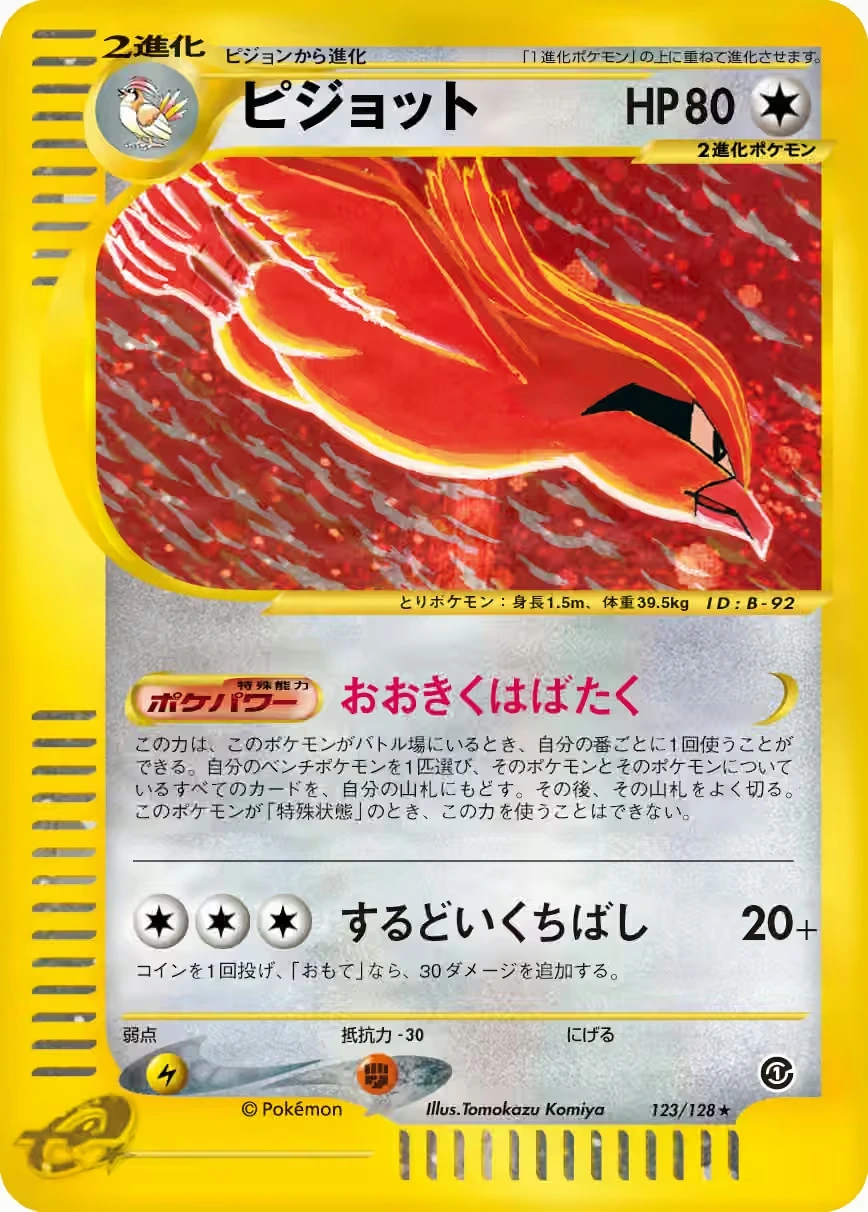 2進化
ピジョンから進化
「1進化ポケモン」の上に重ねて進化させます。
ピジョット
HP80
2進化ポケモン
とりポケモン：身長1.5m、体重39.5kg ID：B-92
特殊能力
ポケパワー
おおきくはばたく
この力は、このポケモンがバトル場にいるとき、自分の番ごとに1回使うことが
できる。自分のベンチポケモンを1匹選び、そのポケモンとそのポケモンについて
いるすべてのカードを、自分の山札にもどす。その後、その山札をよく切る。
このポケモンが「特殊状態」のとき、この力を使うことはできない。
するどいくちばし
20+
コインを1回投げ、「おもて」なら、30ダメージを追加する。
弱点
抵抗力 -30
にげる
© Pokémon
Illus.Tomokazu Komiya
123/128★